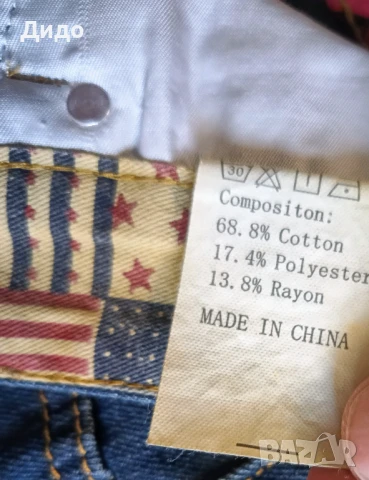 Дидо
30
Compositon:
68.8% Cotton
17.4% Polyester
13.8% Rayon
MADE IN CHINA
BAZAR